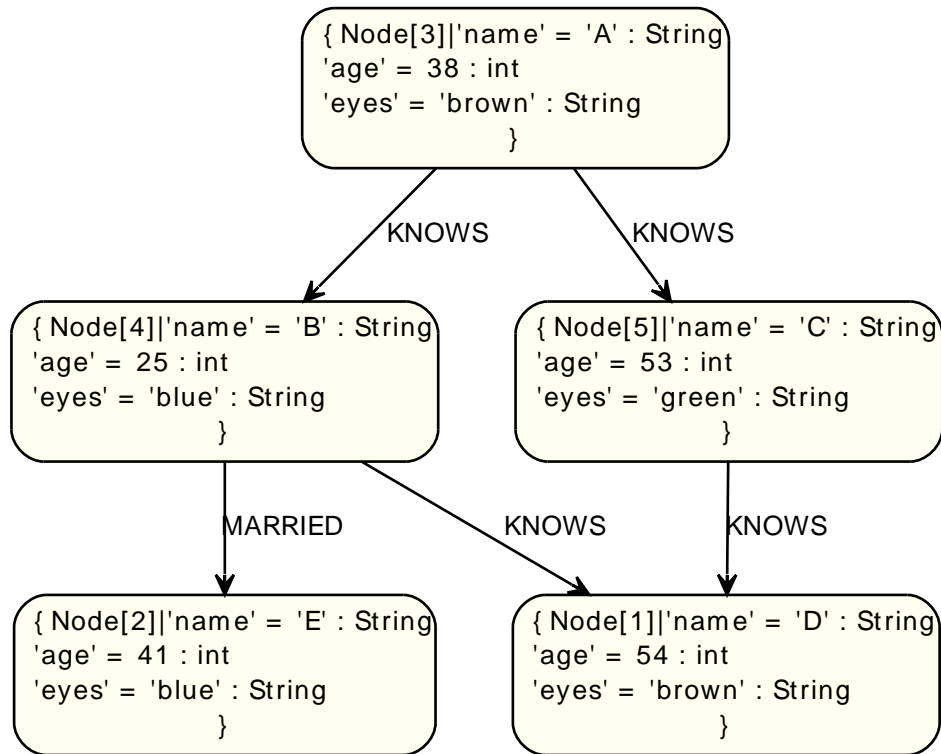 { Node[3]|'name' = 'A' : String
'age' = 38 : int
'eyes' = 'brown' : String
}
KNOWS
KNOWS
{ Node[4]|'name' = 'B' : String
'age' = 25 : int
'eyes' = 'blue' : String
}
{ Node[5]|'name' = 'C' : String
'age' = 53 : int
'eyes' = 'green' : String
}
MARRIED
KNOWS
KNOWS
{ Node[2]|'name' = 'E' : String
'age' = 41 : int
'eyes' = 'blue' : String
}
{ Node[1]|'name' = 'D' : String
'age' = 54 : int
'eyes' = 'brown' : String
}